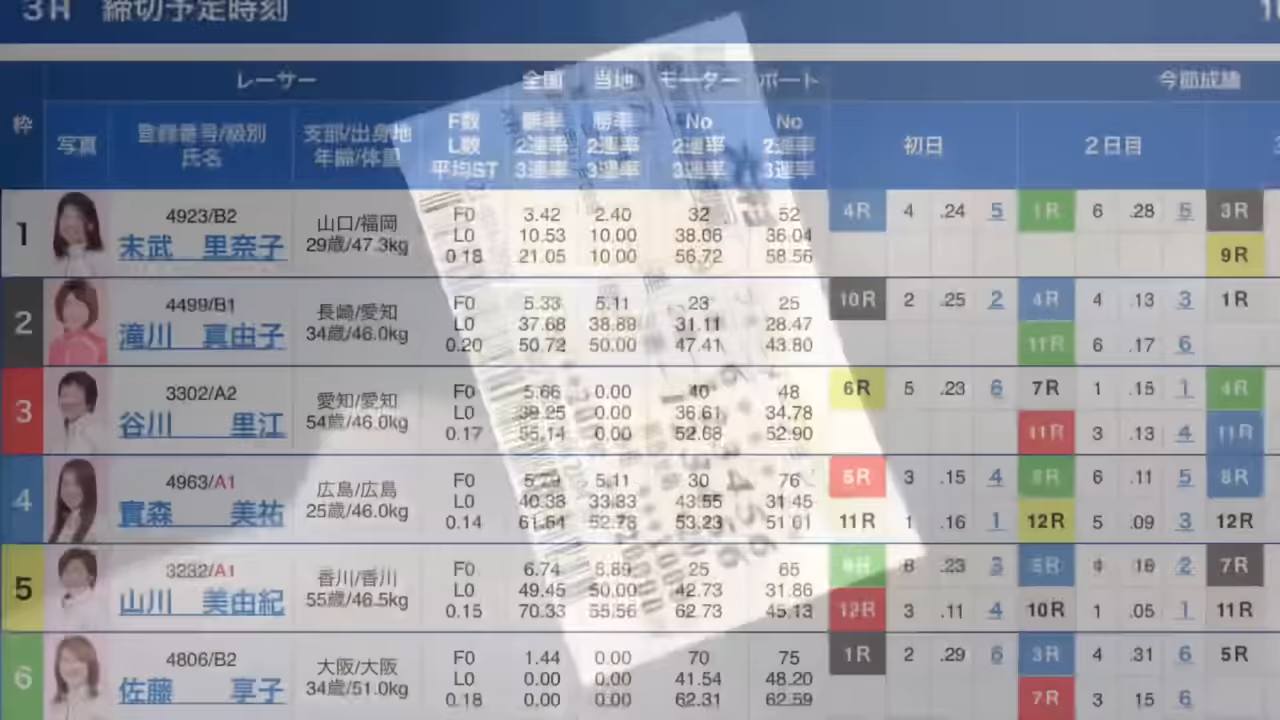 3R 締切予定時刻
レーサー 全国 当地 モーター ボート 今節成績
枠 写真 登録番号/級別 氏名 支部/出身地 年齢/体重 F数 L数 平均ST 勝率 2連率 3連率 勝率 2連率 3連率 No 2連率 3連率 No 2連率 3連率 初日 2日目
1 4923/B2 山口/福岡 F0 3.42 2.40 32 52 4R 4 .24 5 1R 6 .28 5 3R
末武 里奈子 29歳/47.3kg L0 10.53 10.00 38.06 36.04
0.18 21.05 10.00 56.72 58.56 9R
2 4499/B1 長崎/愛知 F0 5.33 5.11 23 25 10R 2 .25 2 4R 4 .13 3 1R
滝川 真由子 34歳/46.0kg L0 37.68 38.89 31.11 28.47
0.20 50.72 50.00 47.41 43.80 11R 6 .17 6
3 3302/A2 愛知/愛知 F0 5.66 0.00 40 48 6R 5 .23 6 7R 1 .15 1 4R
谷川 里江 54歳/46.0kg L0 39.25 0.00 36.61 34.78
0.17 55.14 0.00 52.68 52.90 11R 3 .13 4 11R
4 4963/A1 広島/広島 F0 5.11 30 76 5R 3 .15 4 8R 6 .11 5 8R
實森 美祐 25歳/46.0kg L0 40.38 33.83 43.55 31.45
0.14 52.78 53.23 51.61 11R 1 .16 1 12R 5 .09 3 12R
5 3232/A1 香川/香川 F0 6.74 5.89 25 65 .23 3 5R 2 7R
山川 美由紀 55歳/46.5kg L0 49.45 50.00 42.73 31.86
0.15 70.33 55.56 62.73 45.13 12R 3 .11 4 10R 1 .05 1 11R
6 4806/B2 大阪/大阪 F0 1.44 0.00 70 75 1R 2 .29 6 3R 4 .31 6 5R
佐藤 享子 34歳/51.0kg L0 0.00 0.00 41.54 48.20
0.18 0.00 0.00 62.31 62.59 7R 3 15 6